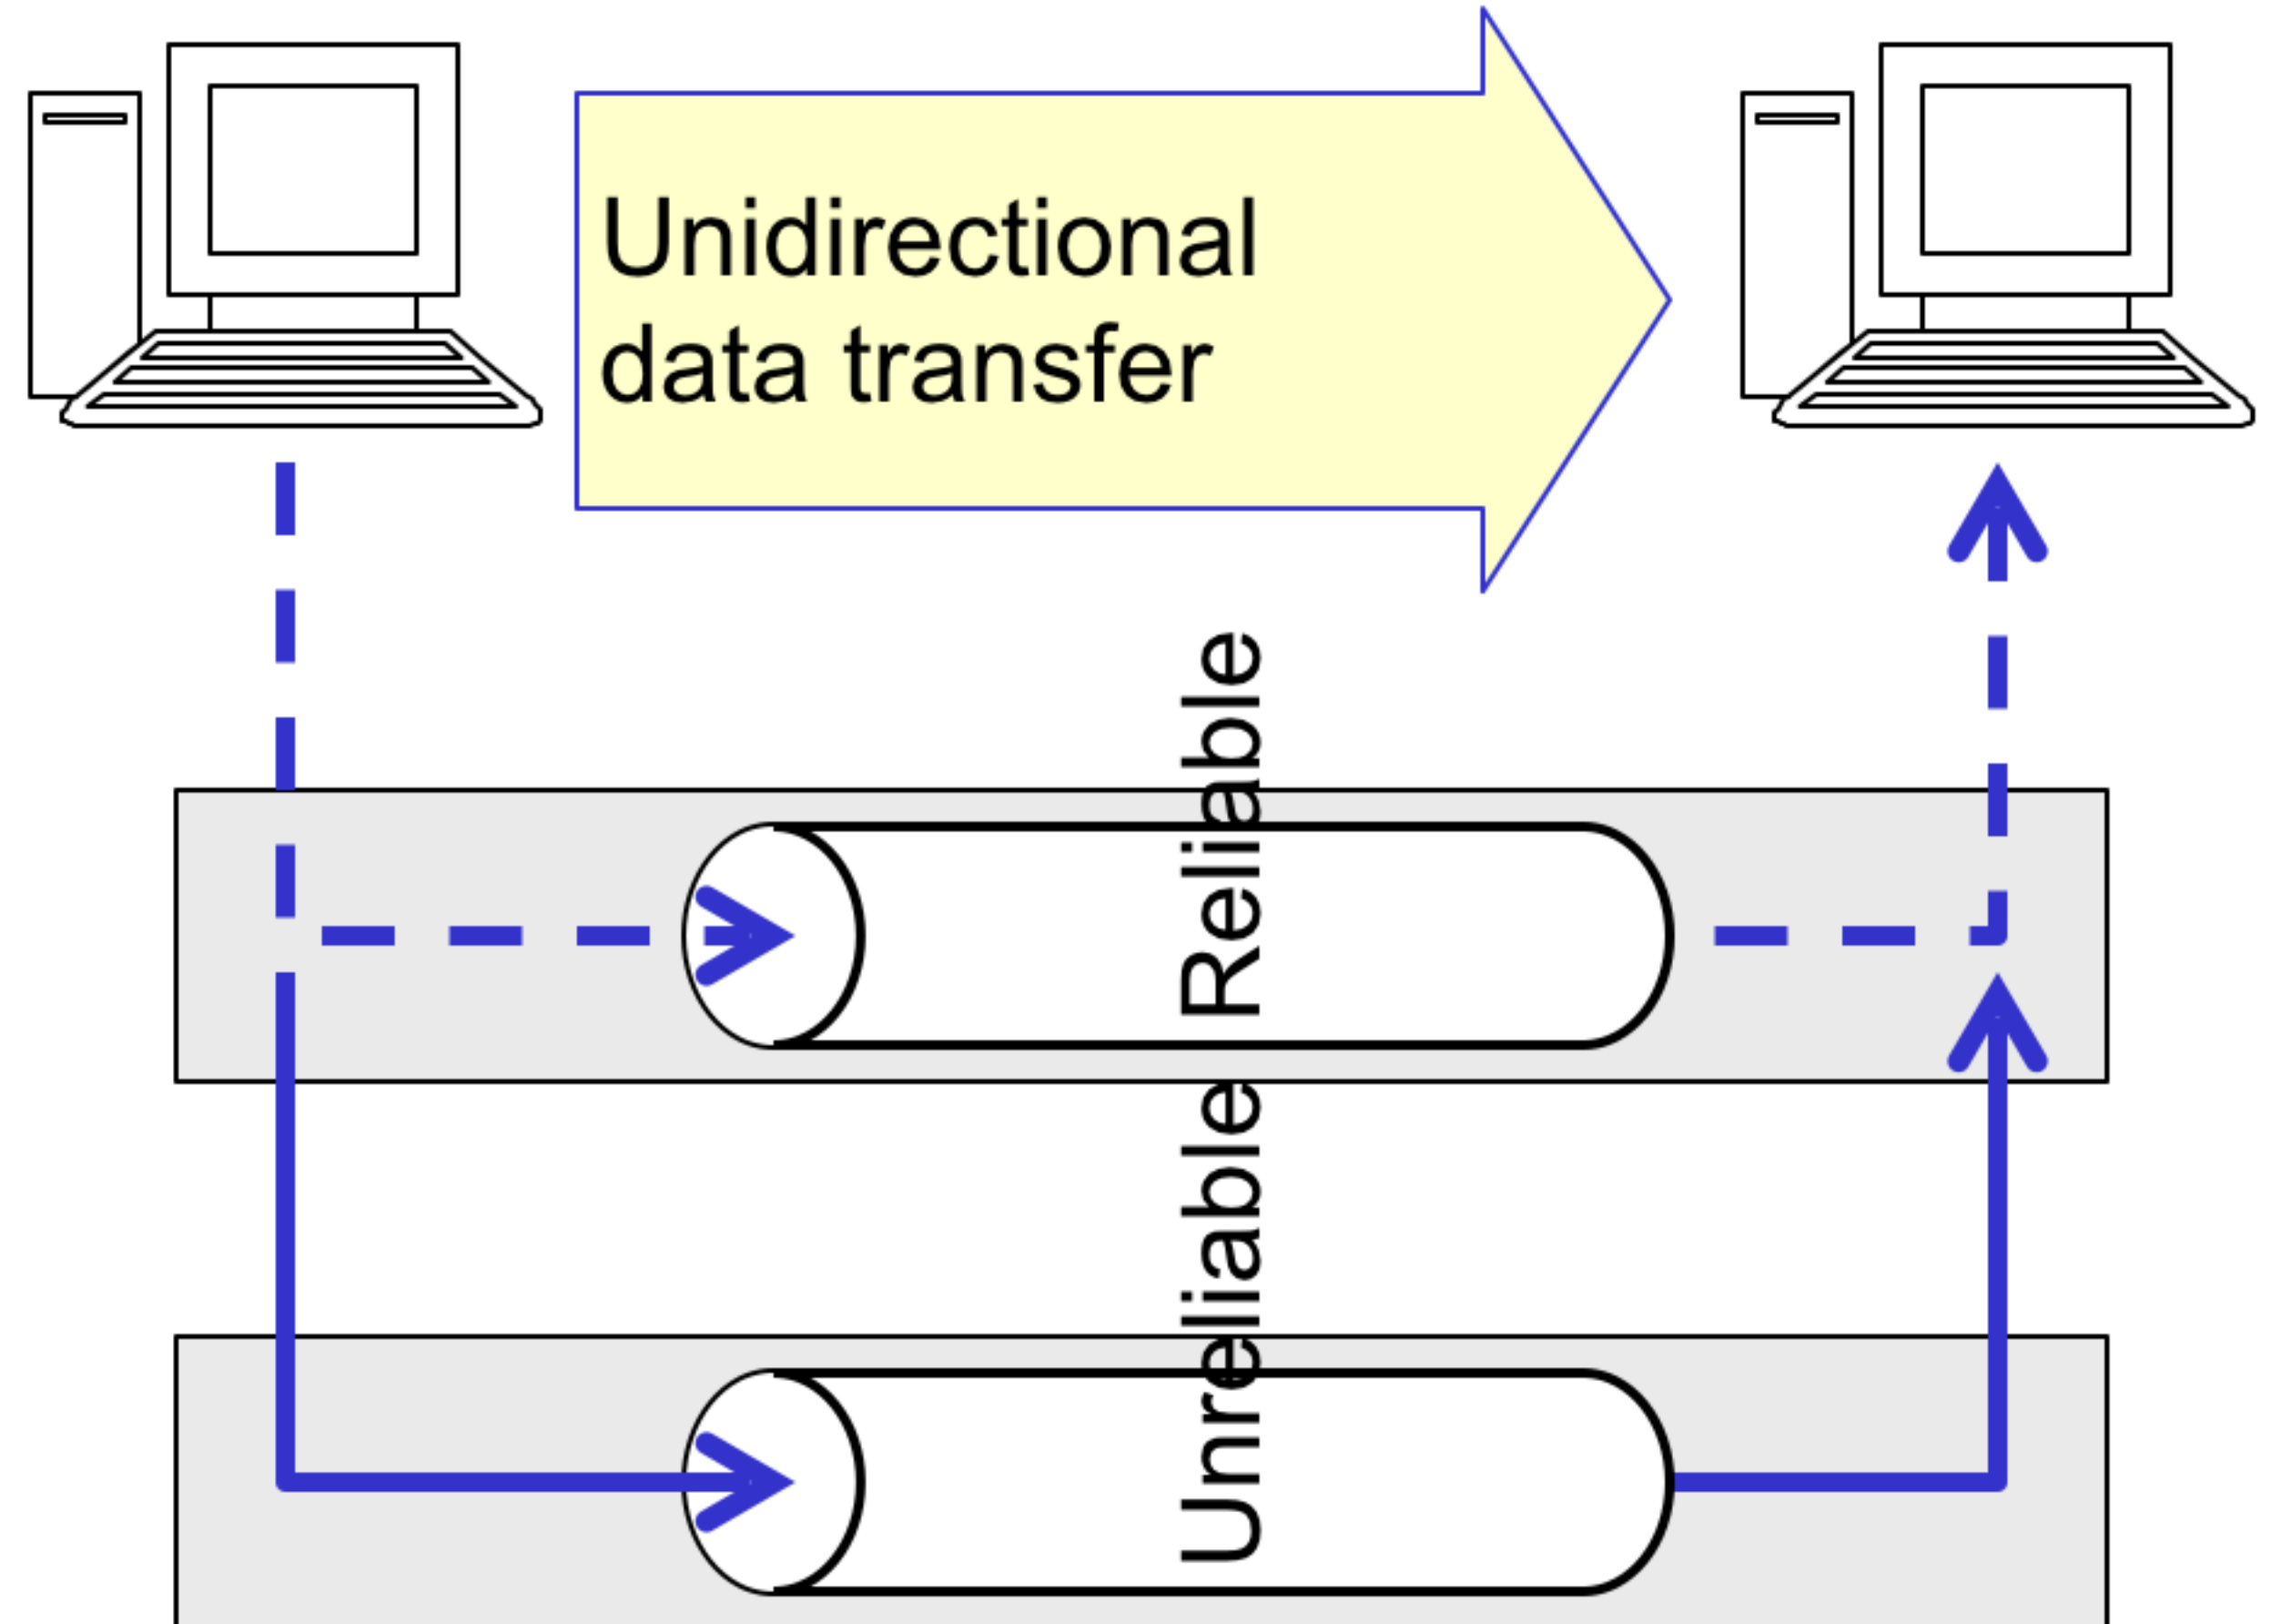 Unidirectional
data transfer
Reliable
Unreliable